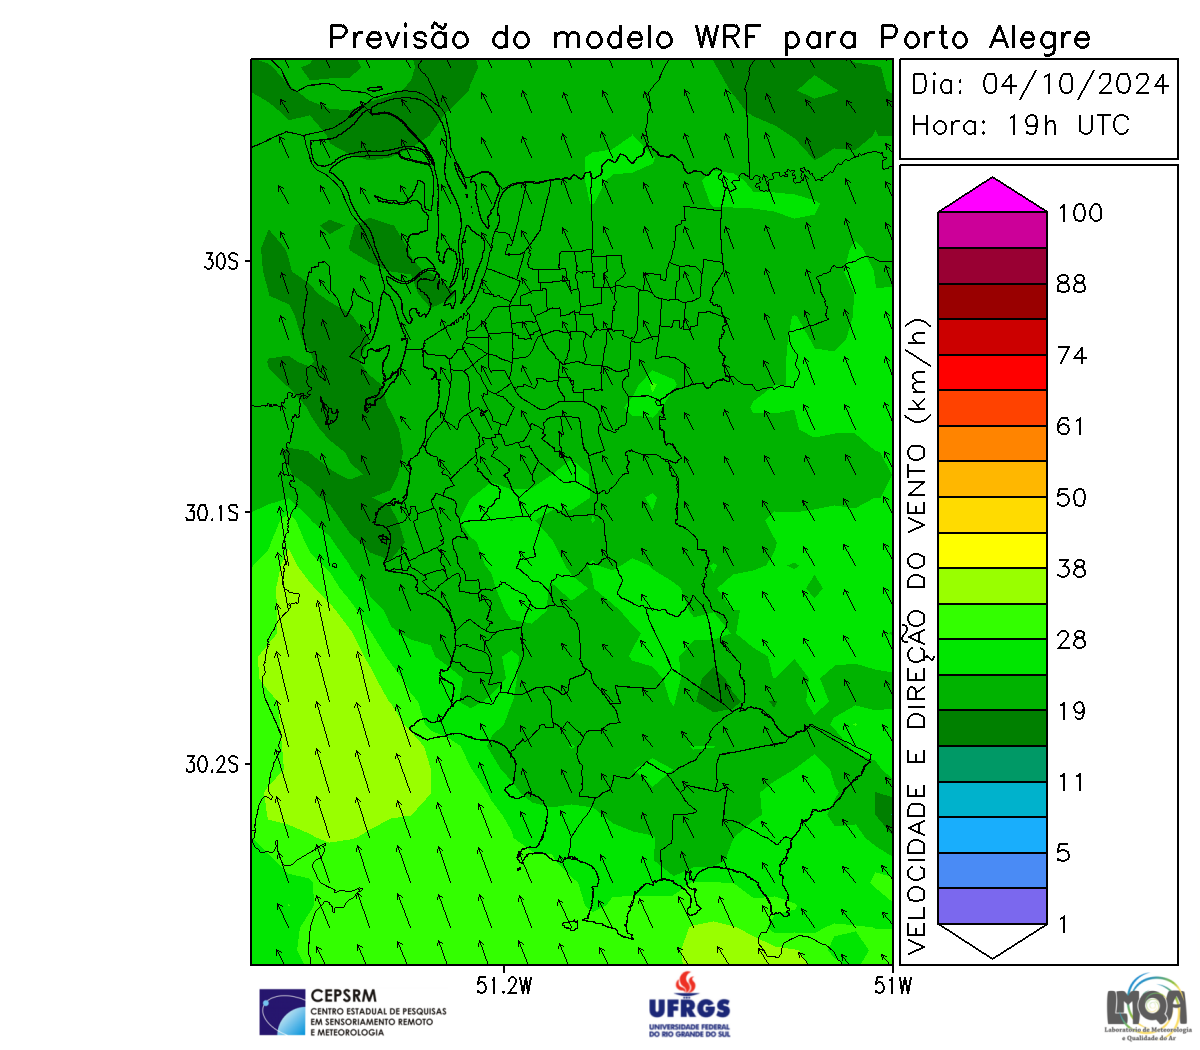 Previsão do modelo WRF para Porto Alegre
Dia: 04/10/2024
Hora: 19h UTC
100
88
74
61
50
38
28
19
11
5
1
VELOCIDADE E DIREÇÃO DO VENTO (km/h)
30S
30.1S
30.2S
51.2W
51W
CEPSRM
CENTRO ESTADUAL DE PESQUISAS
EM SENSORIAMENTO REMOTO
E METEOROLOGIA
UFRGS
UNIVERSIDADE FEDERAL
DO RIO GRANDE DO SUL
LMQA
Laboratório de Meteorologia
e Qualidade do Ar